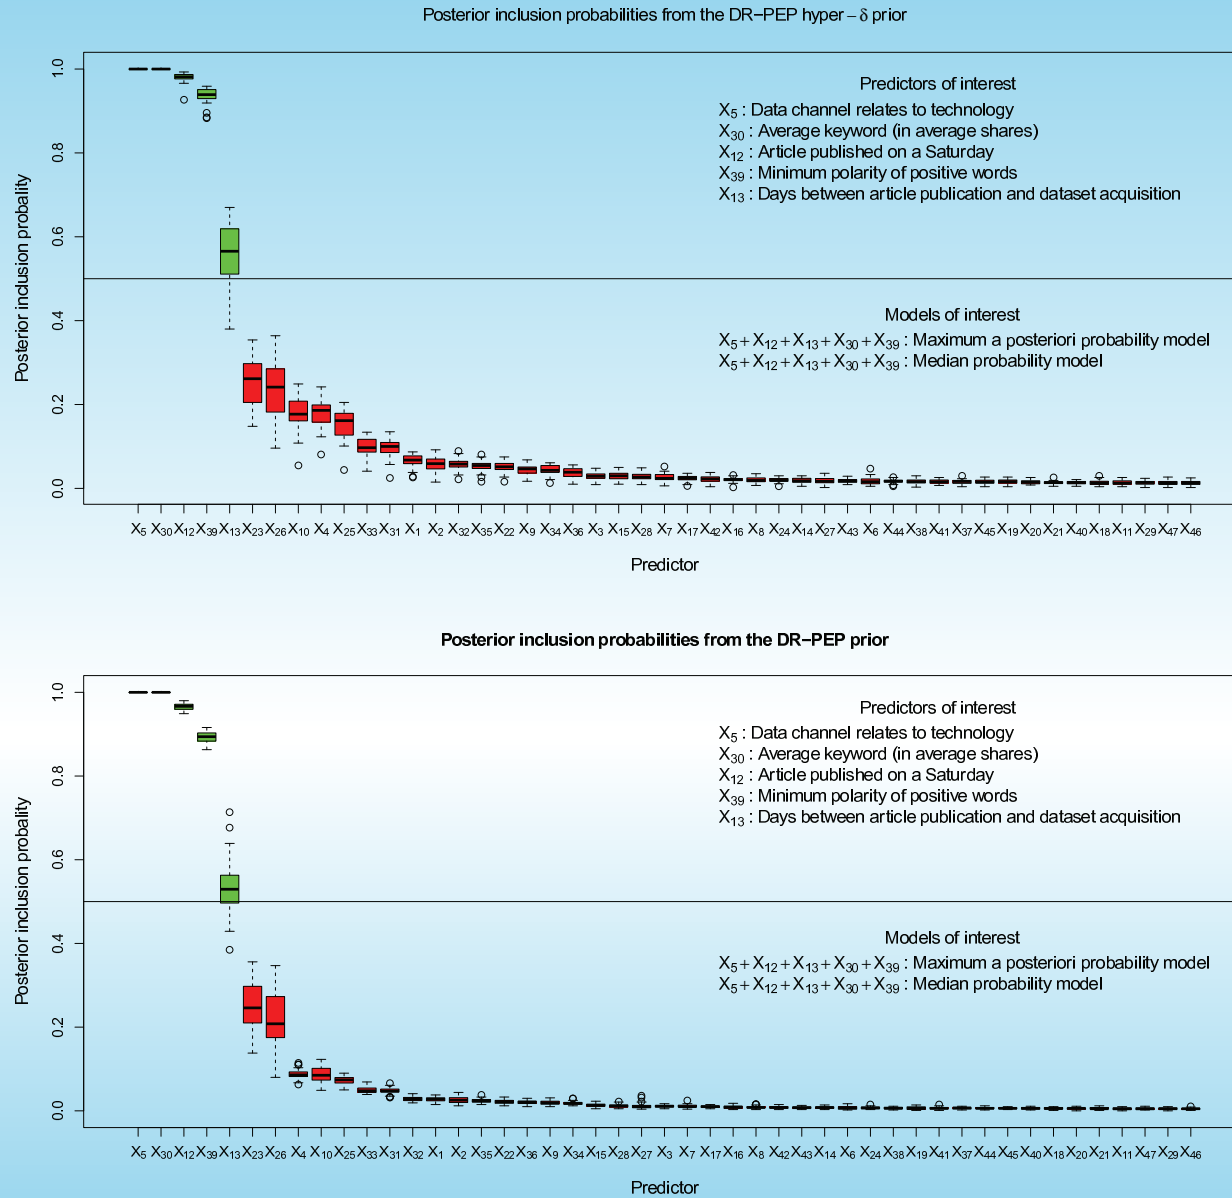 Posterior inclusion probabilities from the DR−PEP hyper−δ prior
Posterior inclusion probality
1.0
0.8
0.6
0.4
0.2
0.0
Predictors of interest
X5 : Data channel relates to technology
X30 : Average keyword (in average shares)
X12 : Article published on a Saturday
X39 : Minimum polarity of positive words
X13 : Days between article publication and dataset acquisition
Models of interest
X5+X12+X13+X30+X39 : Maximum a posteriori probability model
X5+X12+X13+X30+X39 : Median probability model
X5 X30 X12 X39 X13 X23 X26 X10 X4 X25 X33 X31 X1 X2 X32 X35 X22 X9 X34 X36 X3 X15 X28 X7 X17 X42 X16 X8 X24 X14 X27 X43 X6 X44 X38 X41 X37 X45 X19 X20 X21 X40 X18 X11 X29 X47 X46
Predictor
Posterior inclusion probabilities from the DR−PEP prior
Posterior inclusion probablity
1.0
0.8
0.6
0.4
0.2
0.0
Predictors of interest
X5 : Data channel relates to technology
X30 : Average keyword (in average shares)
X12 : Article published on a Saturday
X39 : Minimum polarity of positive words
X13 : Days between article publication and dataset acquisition
Models of interest
X5+X12+X13+X30+X39 : Maximum a posteriori probability model
X5+X12+X13+X30+X39 : Median probability model
X5 X30 X12 X39 X13 X23 X26 X4 X10 X25 X33 X31 X32 X1 X2 X35 X22 X36 X9 X34 X15 X28 X27 X3 X7 X17 X16 X8 X42 X43 X14 X6 X24 X38 X19 X41 X37 X44 X45 X40 X18 X20 X21 X11 X47 X29 X46
Predictor